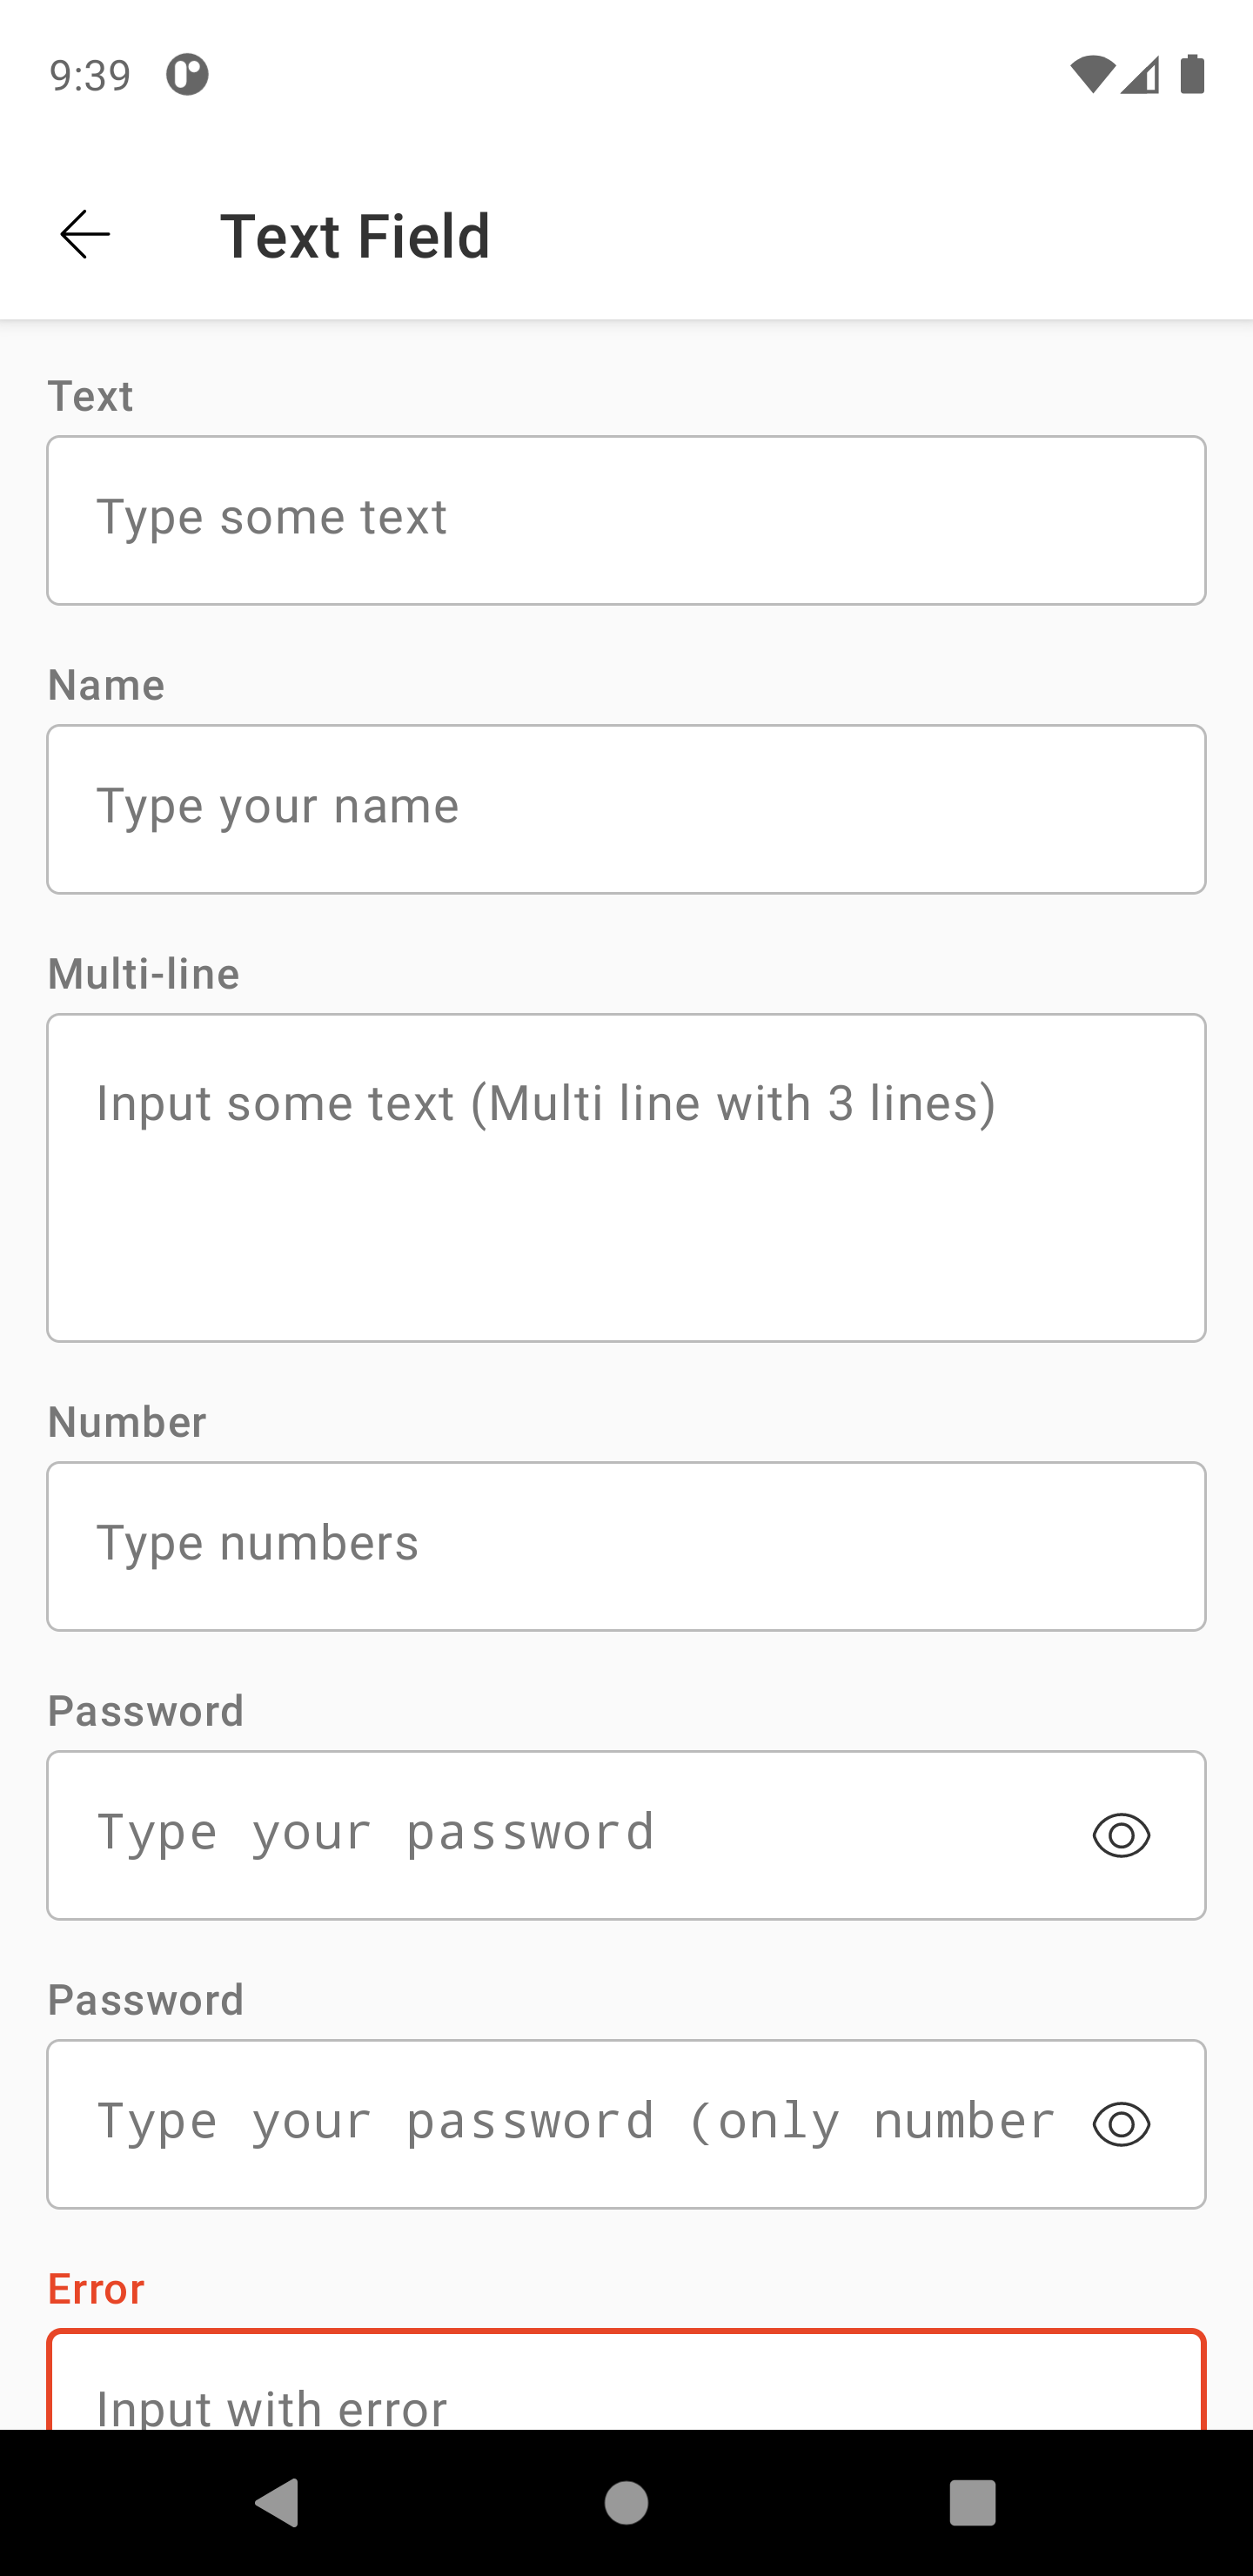 9:39
Text Field
Text
Type some text
Name
Type your name
Multi-line
Input some text (Multi line with 3 lines)
Number
Type numbers
Password
Type your password
Password
Type your password (only number
Error
Input with error